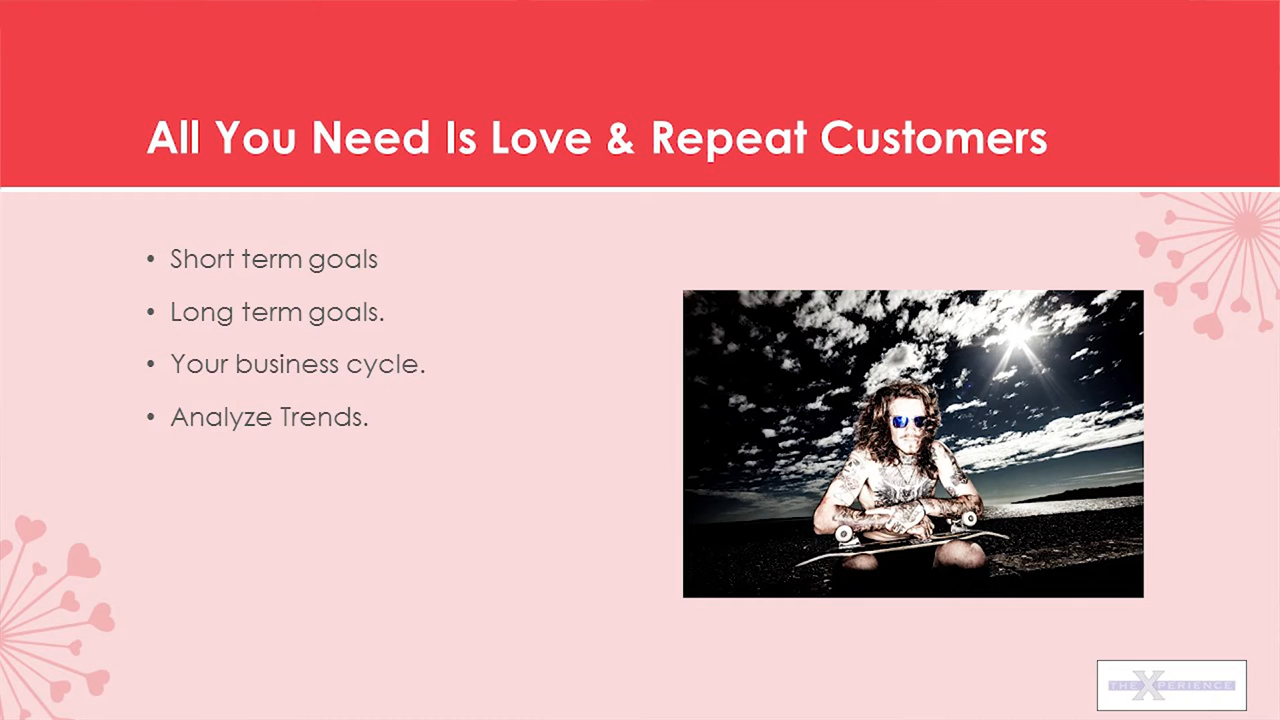 All You Need Is Love & Repeat Customers
• Short term goals
• Long term goals.
• Your business cycle.
• Analyze Trends.
THE XPERIENCE